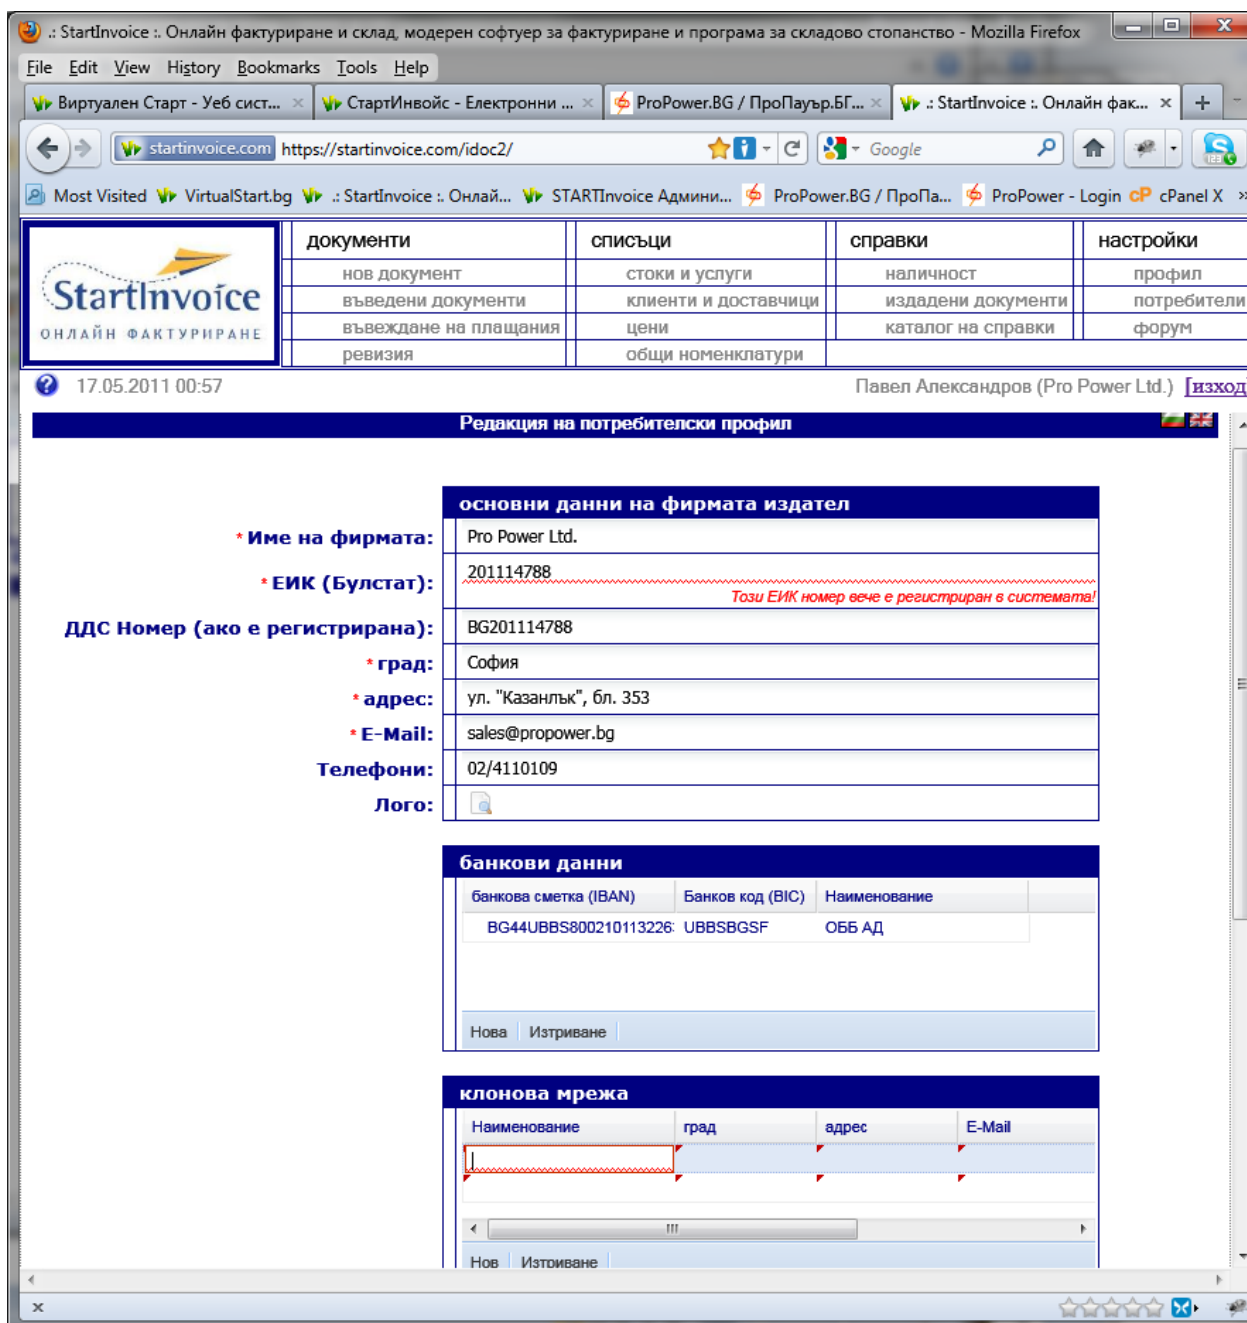 .: StartInvoice :. Онлайн фактуриране и склад, модерен софтуер за фактуриране и програма за складово стопанство - Mozilla Firefox
File Edit View History Bookmarks Tools Help
Виртуален Старт - Уеб сист... СтартИнвойс - Електронни ... ProPower.BG / ПроПауър.БГ... .: StartInvoice :. Онлайн фак...
startinvoice.com https://startinvoice.com/idoc2/ Google
Most Visited VirtualStart.bg .: StartInvoice :. Онлай... STARTInvoice Админи... ProPower.BG / ПроПа... ProPower - Login cP cPanel X »
StartInvoice
ОНЛАЙН ФАКТУРИРАНЕ
документи списъци справки настройки
нов документ стоки и услуги наличност профил
въведени документи клиенти и доставчици издадени документи потребители
въвеждане на плащания цени каталог на справки форум
ревизия общи номенклатури
17.05.2011 00:57 Павел Александров (Pro Power Ltd.) [изход]
Редакция на потребителски профил
основни данни на фирмата издател
* Име на фирмата: Pro Power Ltd.
* ЕИК (Булстат): 201114788
Този ЕИК номер вече е регистриран в системата!
ДДС Номер (ако е регистрирана): BG201114788
* град: София
* адрес: ул. "Казанлък", бл. 353
* E-Mail: sales@propower.bg
Телефони: 02/4110109
Лого:
банкови данни
банкова сметка (IBAN) Банков код (BIC) Наименование
BG44UBBS800210113226 UBBSBGSF ОББ АД
Нова Изтриване
клонова мрежа
Наименование град адрес E-Mail
Нов Изтриване